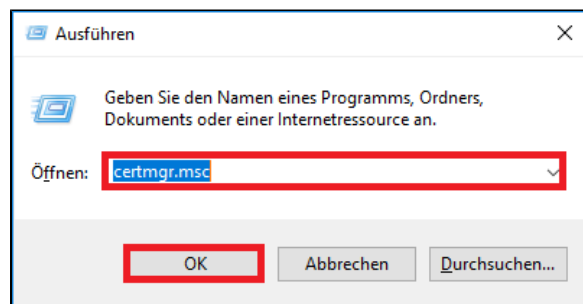 Ausführen
Geben Sie den Namen eines Programms, Ordners,
Dokuments oder einer Internetressource an.
Öffnen: certmgr.msc
OK Abbrechen Durchsuchen...